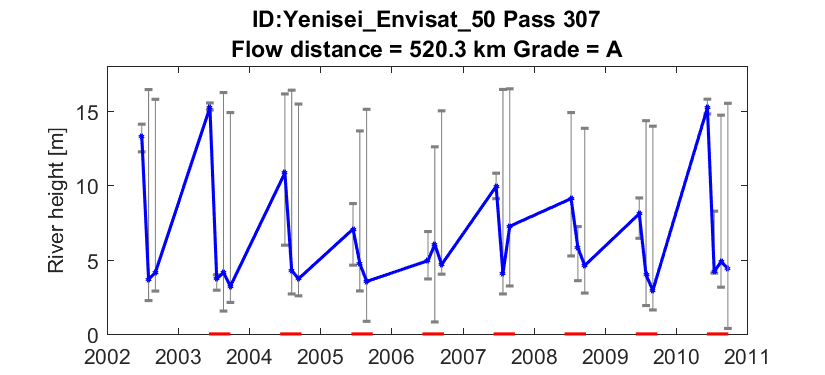 ID:Yenisei_Envisat_50 Pass 307
Flow distance = 520.3 km Grade = A
River height [m]
15
10
5
0
2002 2003 2004 2005 2006 2007 2008 2009 2010 2011